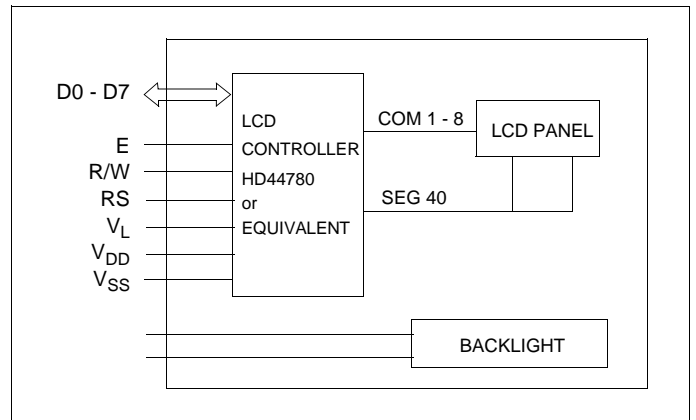 D0 - D7
E
R/W
RS
VL
VDD
VSS
LCD
CONTROLLER
HD44780
or
EQUIVALENT
COM 1 - 8
SEG 40
LCD PANEL
BACKLIGHT